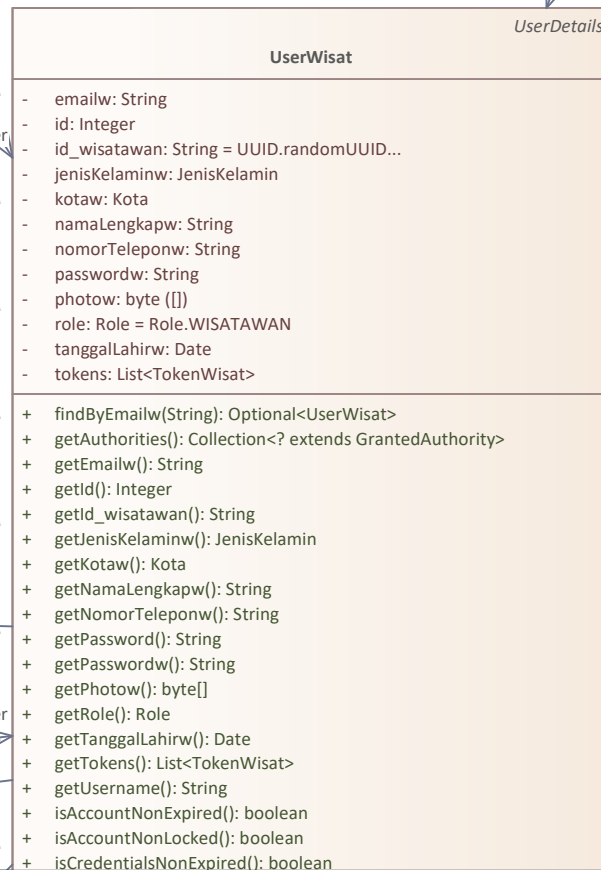 UserDetails
UserWisat
- emailw: String
- id: Integer
- id_wisatawan: String = UUID.randomUUID...
- jenisKelaminw: JenisKelamin
- kotaw: Kota
- namaLengkapw: String
- nomorTeleponw: String
- passwordw: String
- photow: byte ([])
- role: Role = Role.WISATAWAN
- tanggalLahirw: Date
- tokens: List<TokenWisat>
+ findByEmailw(String): Optional<UserWisat>
+ getAuthorities(): Collection<? extends GrantedAuthority>
+ getEmailw(): String
+ getId(): Integer
+ getId_wisatawan(): String
+ getJenisKelaminw(): JenisKelamin
+ getKotaw(): Kota
+ getNamaLengkapw(): String
+ getNomorTeleponw(): String
+ getPassword(): String
+ getPasswordw(): String
+ getPhotow(): byte[]
+ getRole(): Role
+ getTanggalLahirw(): Date
+ getTokens(): List<TokenWisat>
+ getUsername(): String
+ isAccountNonExpired(): boolean
+ isAccountNonLocked(): boolean
+ isCredentialsNonExpired(): boolean